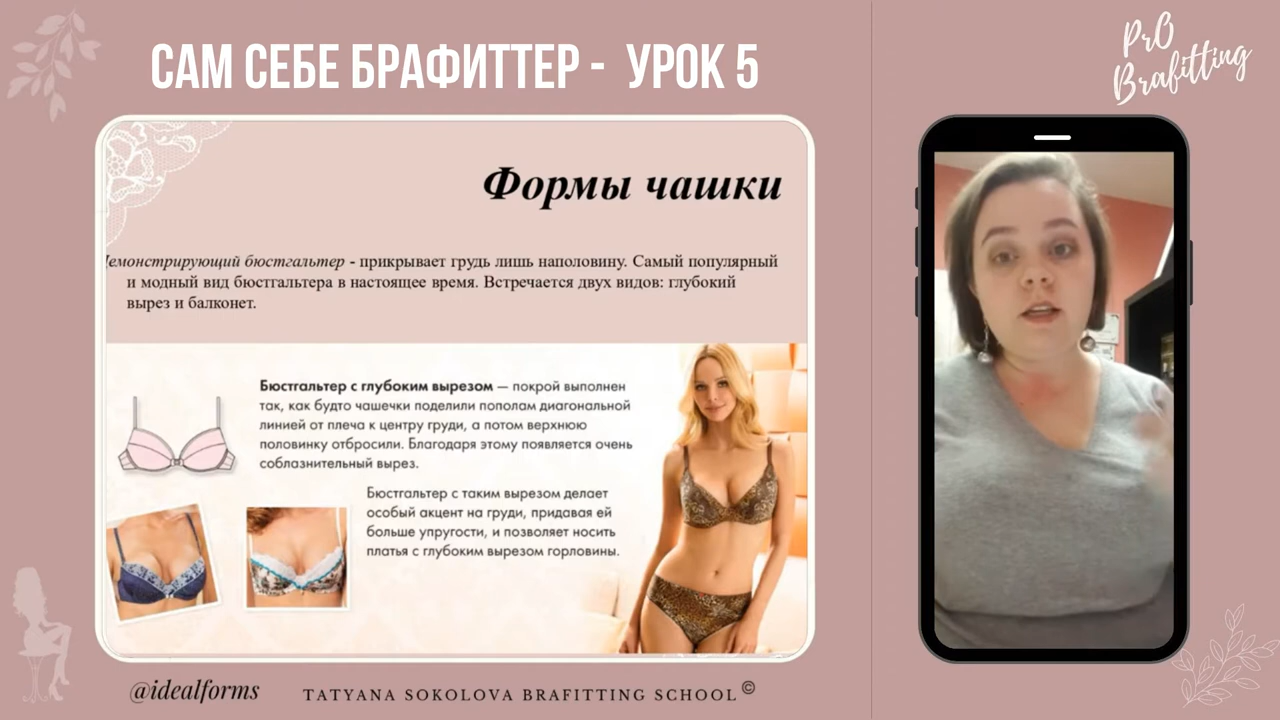 САМ СЕБЕ БРАФИТТЕР - УРОК 5
PrO
Brafitting
Формы чашки
Демонстрирующий бюстгальтер - прикрывает грудь лишь наполовину. Самый популярный
и модный вид бюстгальтера в настоящее время. Встречается двух видов: глубокий
вырез и балконет.
Бюстгальтер с глубоким вырезом — покрой выполнен
так, как будто чашечки поделили пополам диагональной
линией от плеча к центру груди, а потом верхнюю
половинку отбросили. Благодаря этому появляется очень
соблазнительный вырез.
Бюстгальтер с таким вырезом делает
особый акцент на груди, придавая ей
больше упругости, и позволяет носить
платья с глубоким вырезом горловины.
@idealforms
TATYANA SOKOLOVA BRAFITTING SCHOOL ©